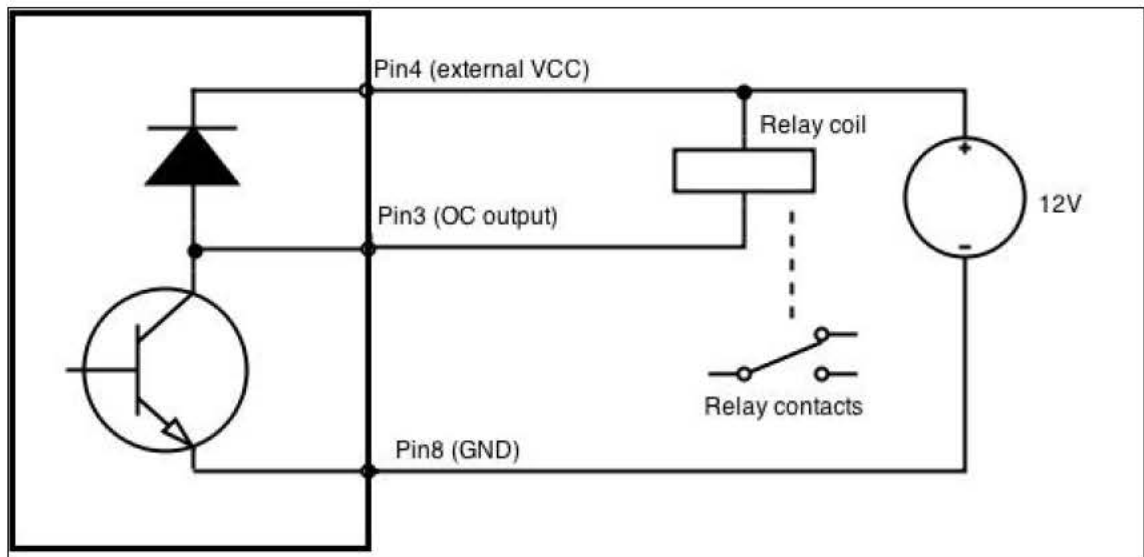 Pin4 (external VCC)
Relay coil
+
12V
Pin3 (OC output)
-
Relay contacts
Pin8 (GND)